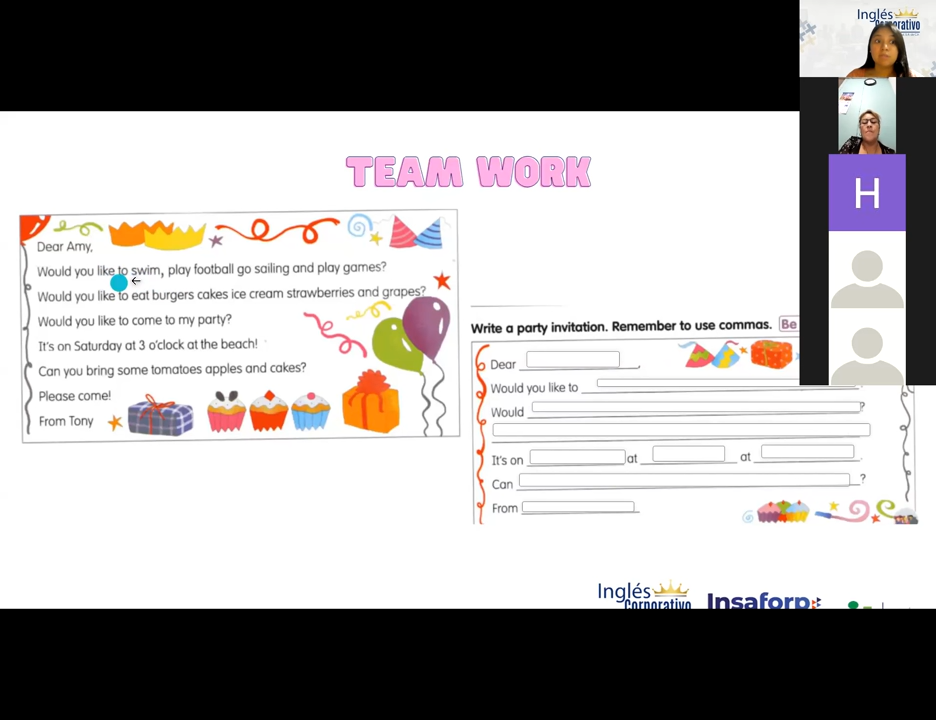 Inglés
Corporativo
H
TEAM WORK
Dear Amy,
Would you like to swim, play football go sailing and play games?
Would you like to eat burgers cakes ice cream strawberries and grapes?
Would you like to come to my party?
It's on Saturday at 3 o'clock at the beach!
Can you bring some tomatoes apples and cakes?
Please come!
From Tony
Write a party invitation. Remember to use commas. Be
Dear ,
Would you like to
Would ?
It's on at at .
Can ?
From .
Inglés
Corporativo
Insaforp